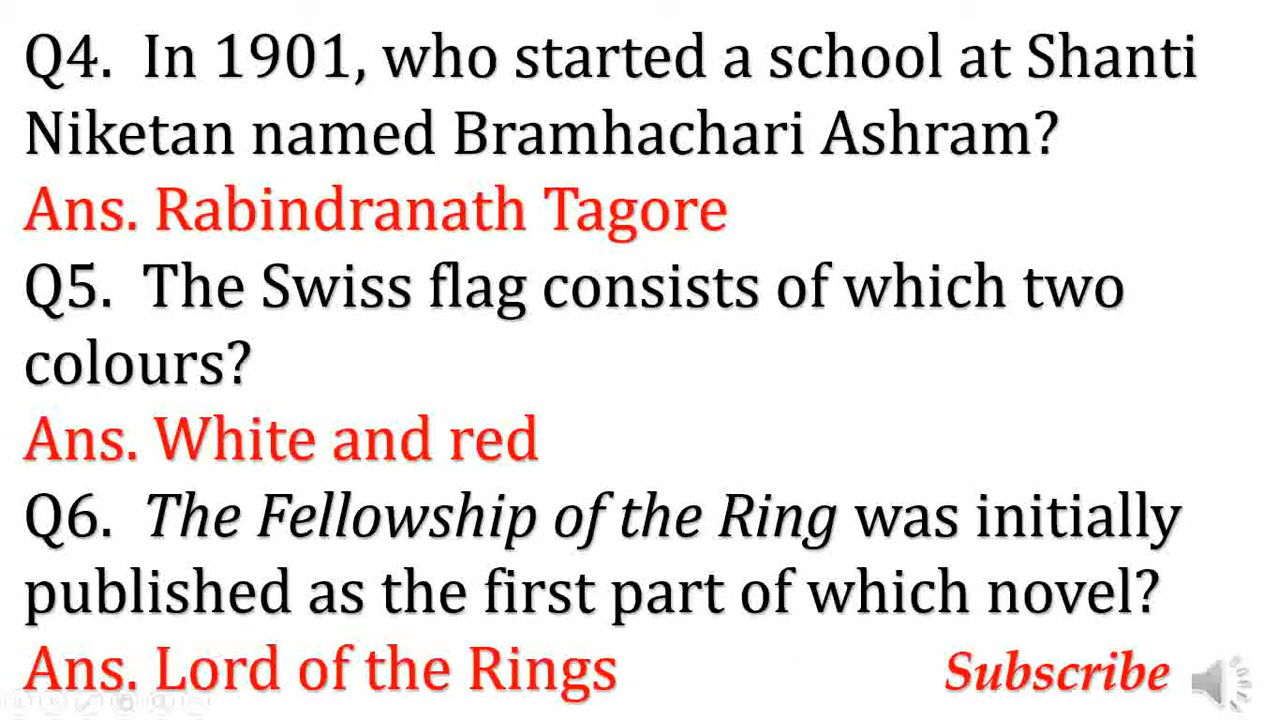 Q4.  In 1901, who started a school at Shanti
Niketan named Bramhachari Ashram?
Ans. Rabindranath Tagore
Q5.  The Swiss flag consists of which two
colours?
Ans. White and red
Q6.  The Fellowship of the Ring was initially
published as the first part of which novel?
Ans. Lord of the Rings
Subscribe